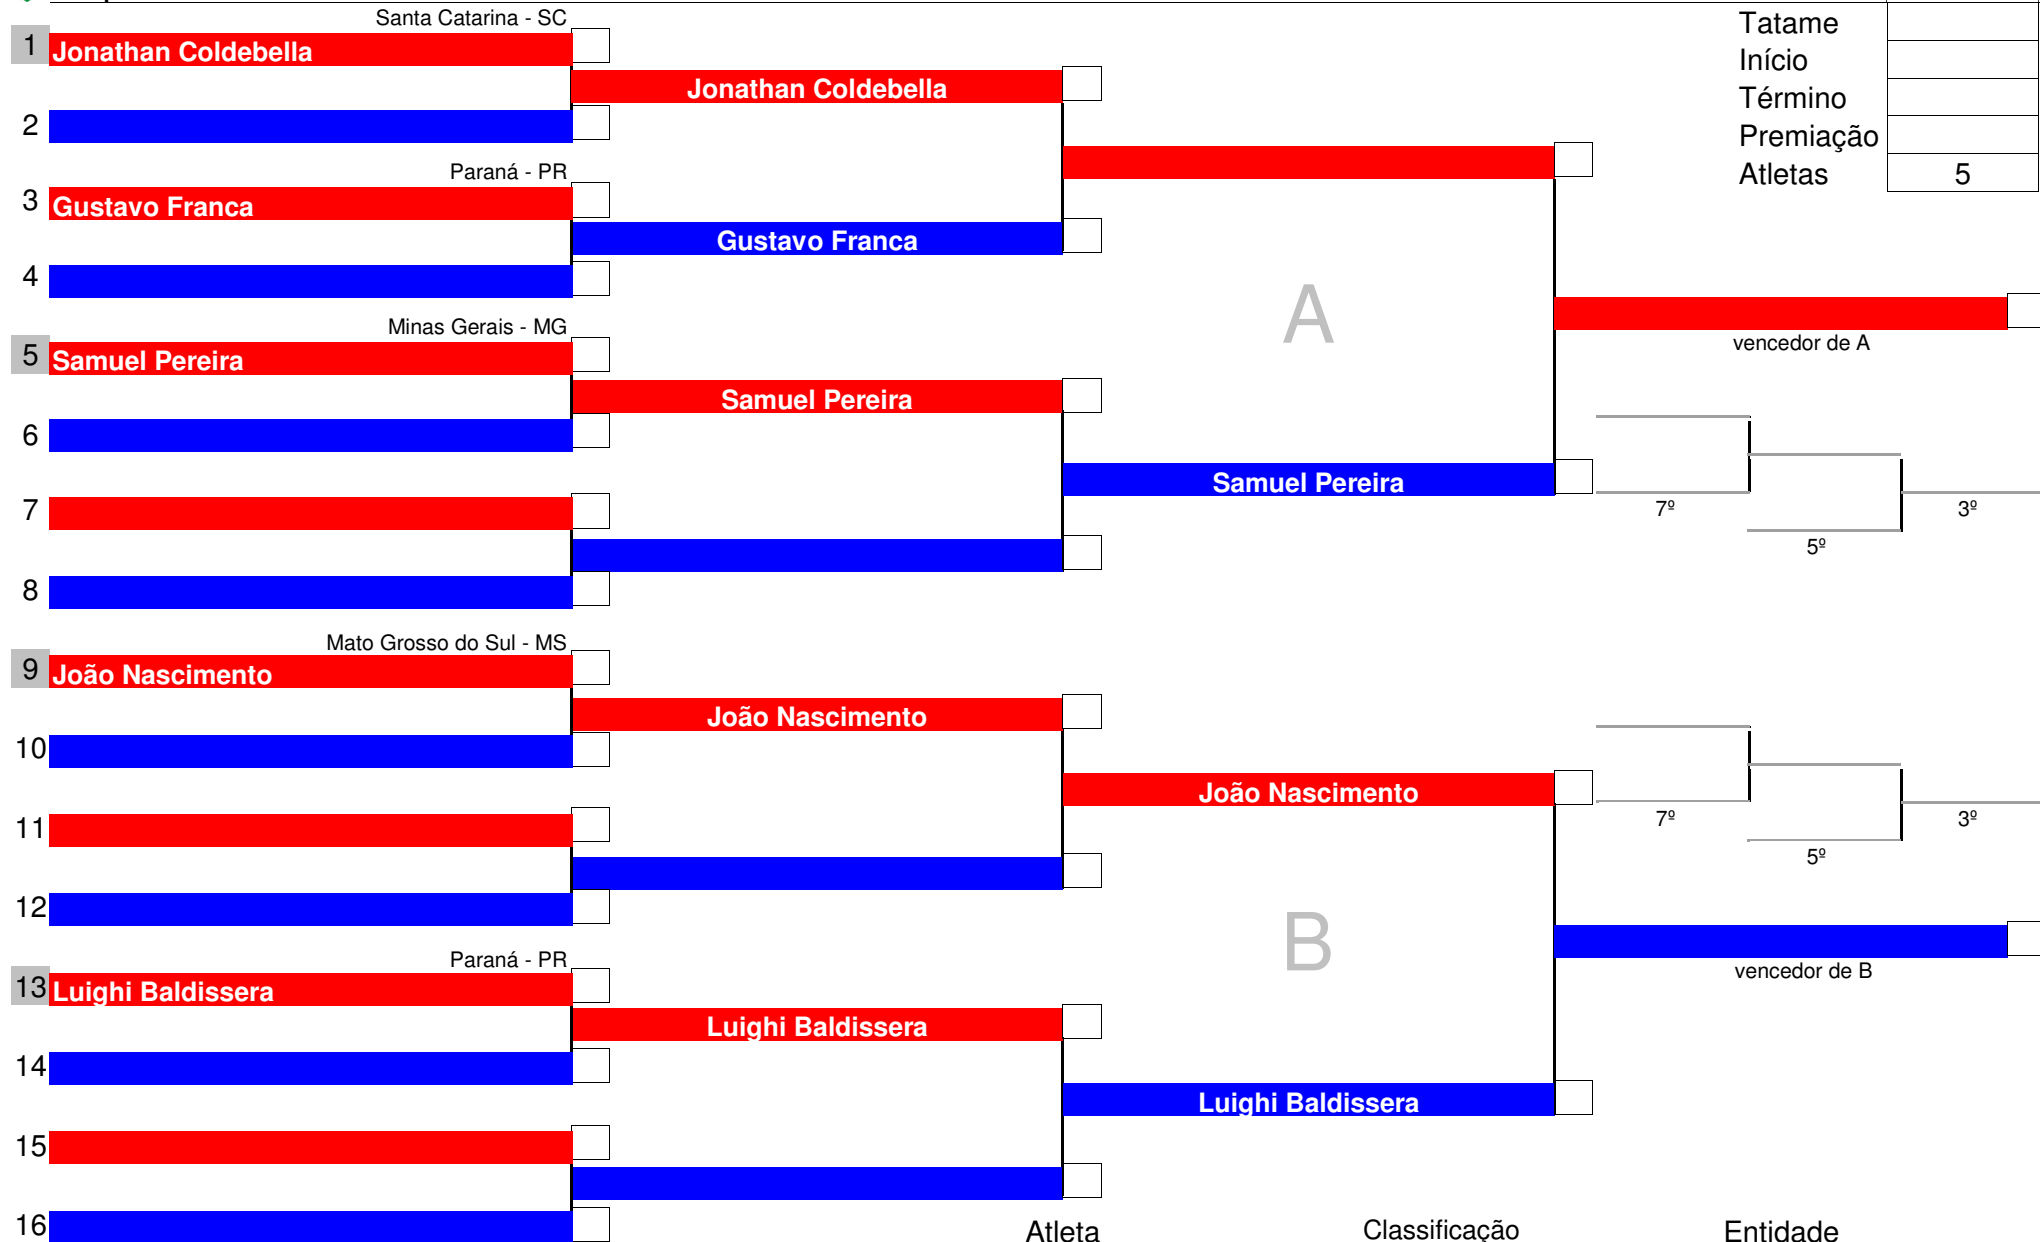 Santa Catarina - SC
Tatame
1 Jonathan Coldebella
Início
Jonathan Coldebella
Término
2
Premiação
Paraná - PR
Atletas 5
3 Gustavo Franca
Gustavo Franca
4
A
Minas Gerais - MG
vencedor de A
5 Samuel Pereira
Samuel Pereira
6
Samuel Pereira
7
7º 3º
5º
8
Mato Grosso do Sul - MS
9 João Nascimento
João Nascimento
10
João Nascimento
11
7º 3º
5º
12
B
Paraná - PR
vencedor de B
13 Luighi Baldissera
Luighi Baldissera
14
Luighi Baldissera
15
16
Atleta Classificação Entidade